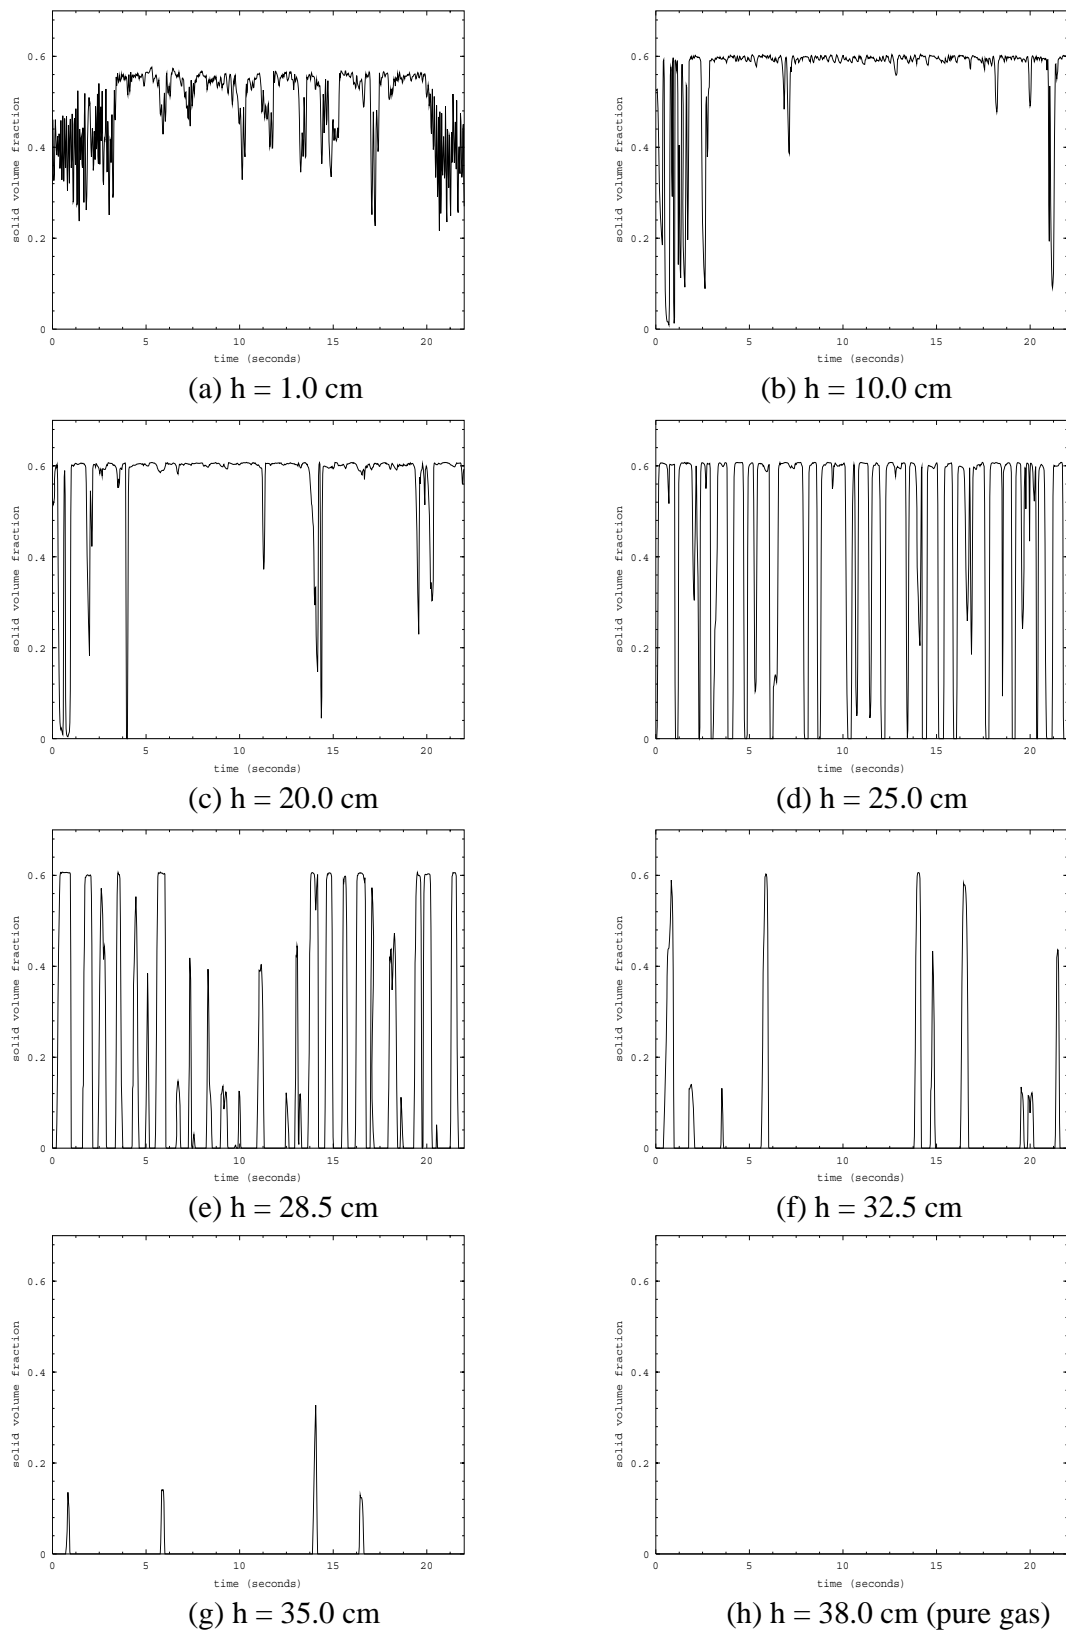 0.6
0.4
0.2
0
solid volume fraction
0 5 10 15 20
time (seconds)
(a) h = 1.0 cm
0.6
0.4
0.2
0
solid volume fraction
0 5 10 15 20
time (seconds)
(b) h = 10.0 cm
0.6
0.4
0.2
0
solid volume fraction
0 5 10 15 20
time (seconds)
(c) h = 20.0 cm
0.6
0.4
0.2
0
solid volume fraction
0 5 10 15 20
time (seconds)
(d) h = 25.0 cm
0.6
0.4
0.2
0
solid volume fraction
0 5 10 15 20
time (seconds)
(e) h = 28.5 cm
0.6
0.4
0.2
0
solid volume fraction
0 5 10 15 20
time (seconds)
(f) h = 32.5 cm
0.6
0.4
0.2
0
solid volume fraction
0 5 10 15 20
time (seconds)
(g) h = 35.0 cm
0.6
0.4
0.2
0
solid volume fraction
0 5 10 15 20
time (seconds)
(h) h = 38.0 cm (pure gas)